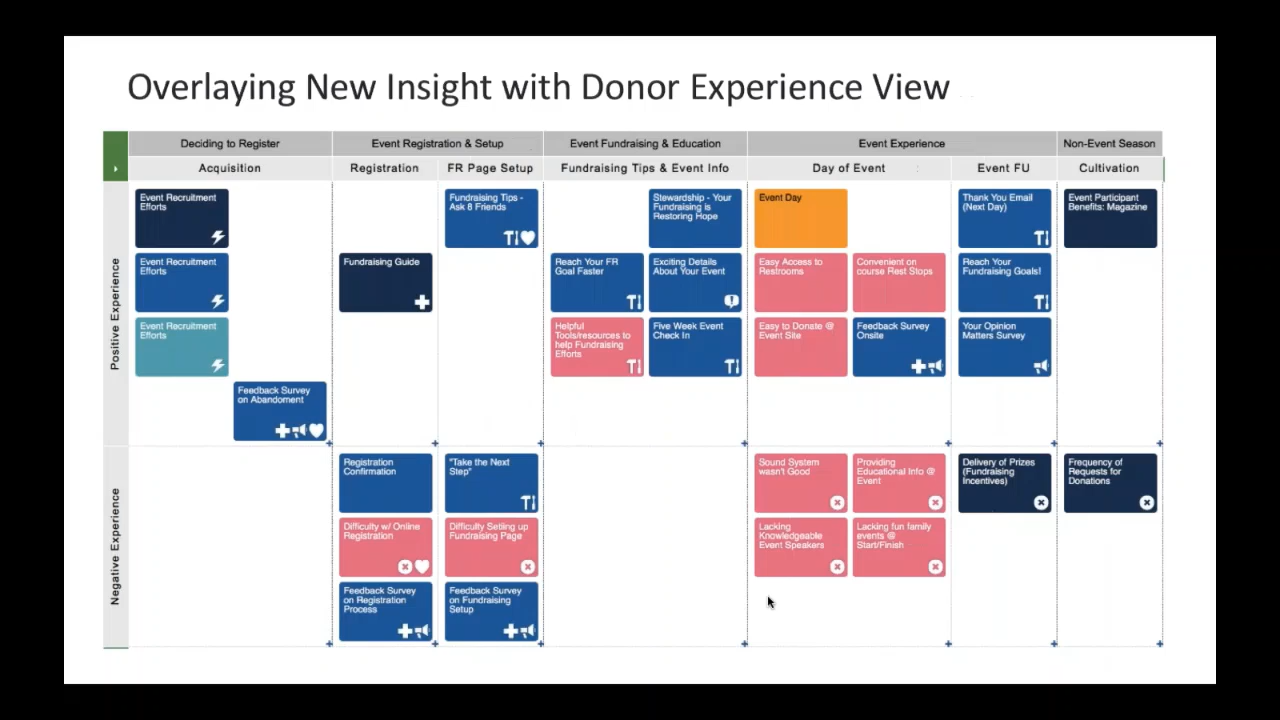 Overlaying New Insight with Donor Experience View
Deciding to Register
Event Registration & Setup
Event Fundraising & Education
Event Experience
Non-Event Season
Acquisition
Registration
FR Page Setup
Fundraising Tips & Event Info
Day of Event
Event FU
Cultivation
Positive Experience
Event Recruitment
Efforts
Event Recruitment
Efforts
Event Recruitment
Efforts
Feedback Survey
on Abandoment
Fundraising Guide
Fundraising Tips -
Ask 8 Friends
Stewardship - Your
Fundraising is
Restoring Hope
Reach Your FR
Goal Faster
Exciting Details
About Your Event
Helpful
Tools/resources to
help Fundraising
Efforts
Five Week Event
Check In
Event Day
Easy Access to
Restrooms
Convenient on
course Rest Stops
Easy to Donate @
Event Site
Feedback Survey
Onsite
Thank You Email
(Next Day)
Reach Your
Fundraising Goals!
Your Opinion
Matters Survey
Event Participant
Benefits: Magazine
Negative Experience
Registration
Confirmation
"Take the Next
Step"
Difficulty w/ Online
Registration
Difficulty Setiing up
Fundraising Page
Feedback Survey
on Registration
Process
Feedback Survey
on Fundraising
Setup
Sound System
wasn't Good
Providing
Educational Info @
Event
Lacking
Knowledgeable
Event Speakers
Lacking fun family
events @
Start/Finish
Delivery of Prizes
(Fundraising
Incentives)
Frequency of
Requests for
Donations